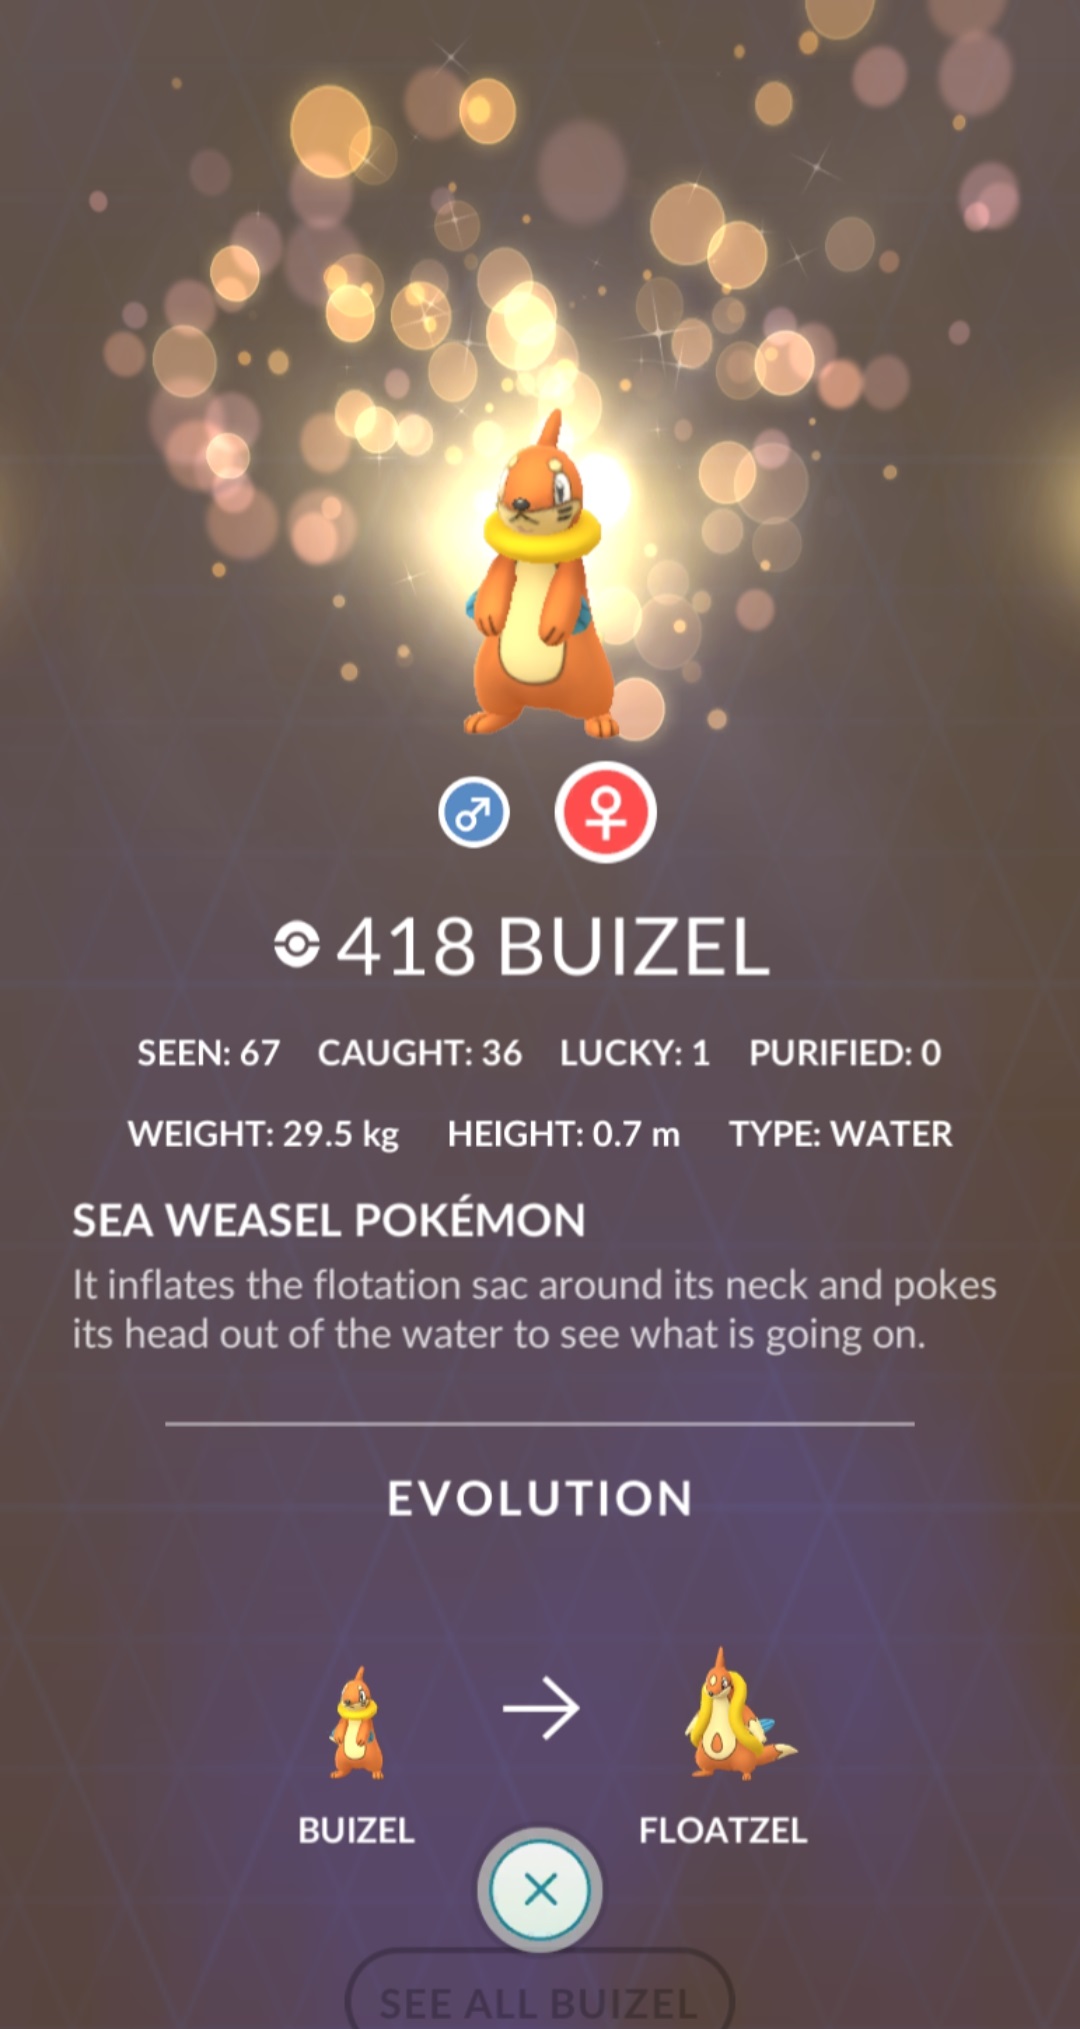 418 BUIZEL
SEEN: 67 CAUGHT: 36 LUCKY: 1 PURIFIED: 0
WEIGHT: 29.5 kg HEIGHT: 0.7 m TYPE: WATER
SEA WEASEL POKÉMON
It inflates the flotation sac around its neck and pokes
its head out of the water to see what is going on.
EVOLUTION
BUIZEL FLOATZEL
SEE ALL BUIZEL